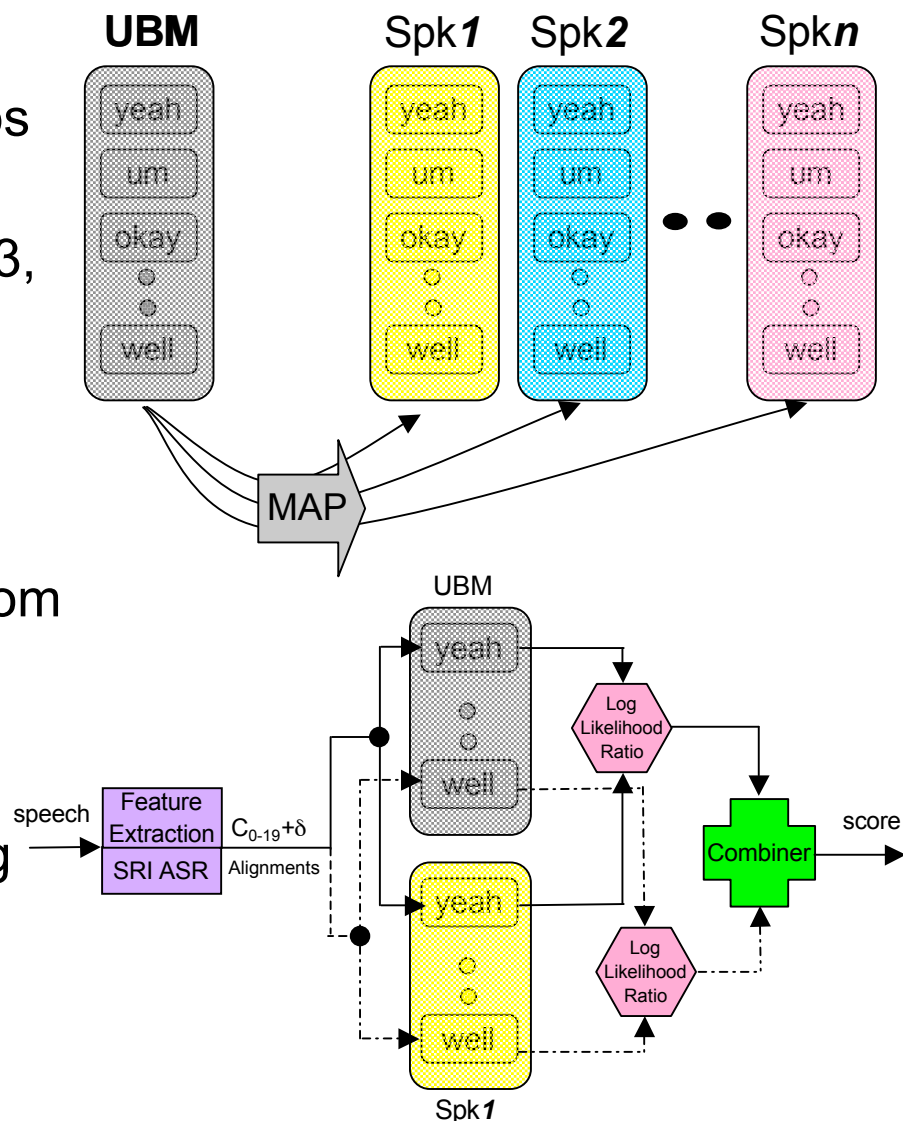 UBM Spk1 Spk2 Spkn
yeah yeah yeah yeah
um um um um
okay okay okay okay
well well well well
3,
MAP
om
UBM
yeah
well
Log
Likelihood
Ratio
speech
Feature
Extraction
SRI ASR
C0-19+δ
Alignments
g
Combiner
score
yeah
well
Log
Likelihood
Ratio
Spk1